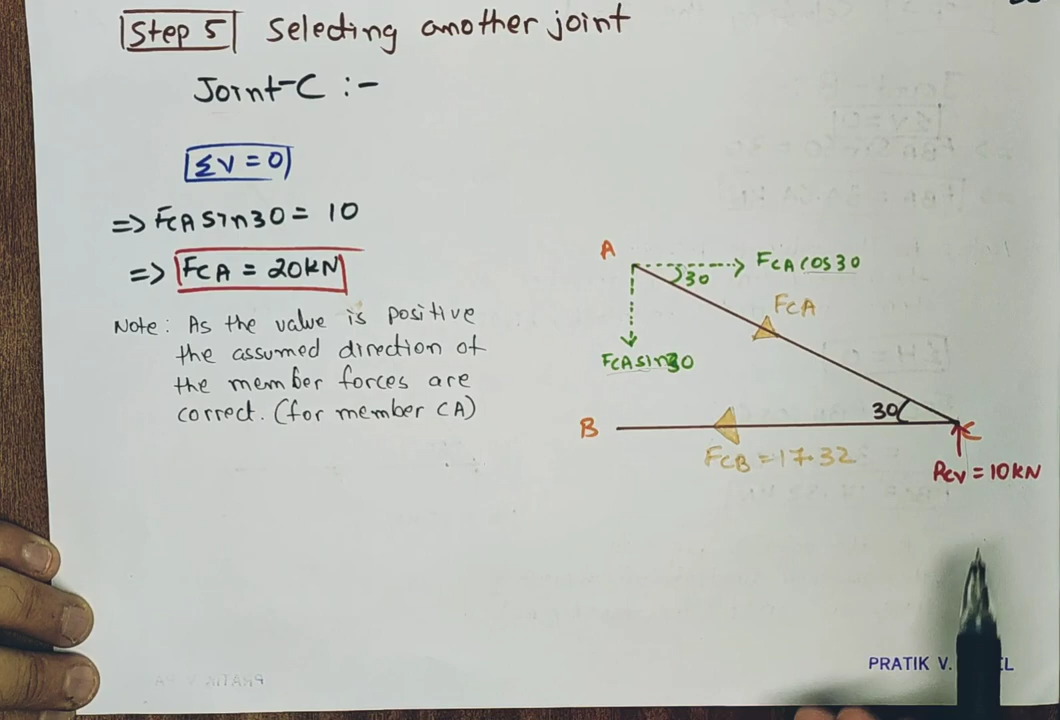 Step 5 Selecting another joint
Joint-C :-
ΣV = 0
=> FCA sin30 = 10
=> FCA = 20KN
Note: As the value is positive
the assumed direction of
the member forces are
correct. (for member CA)
A
30
FCA COS 30
FCA
FCA sin30
30
B
C
FCB = 17.32
RCV = 10KN
PRATIK V.